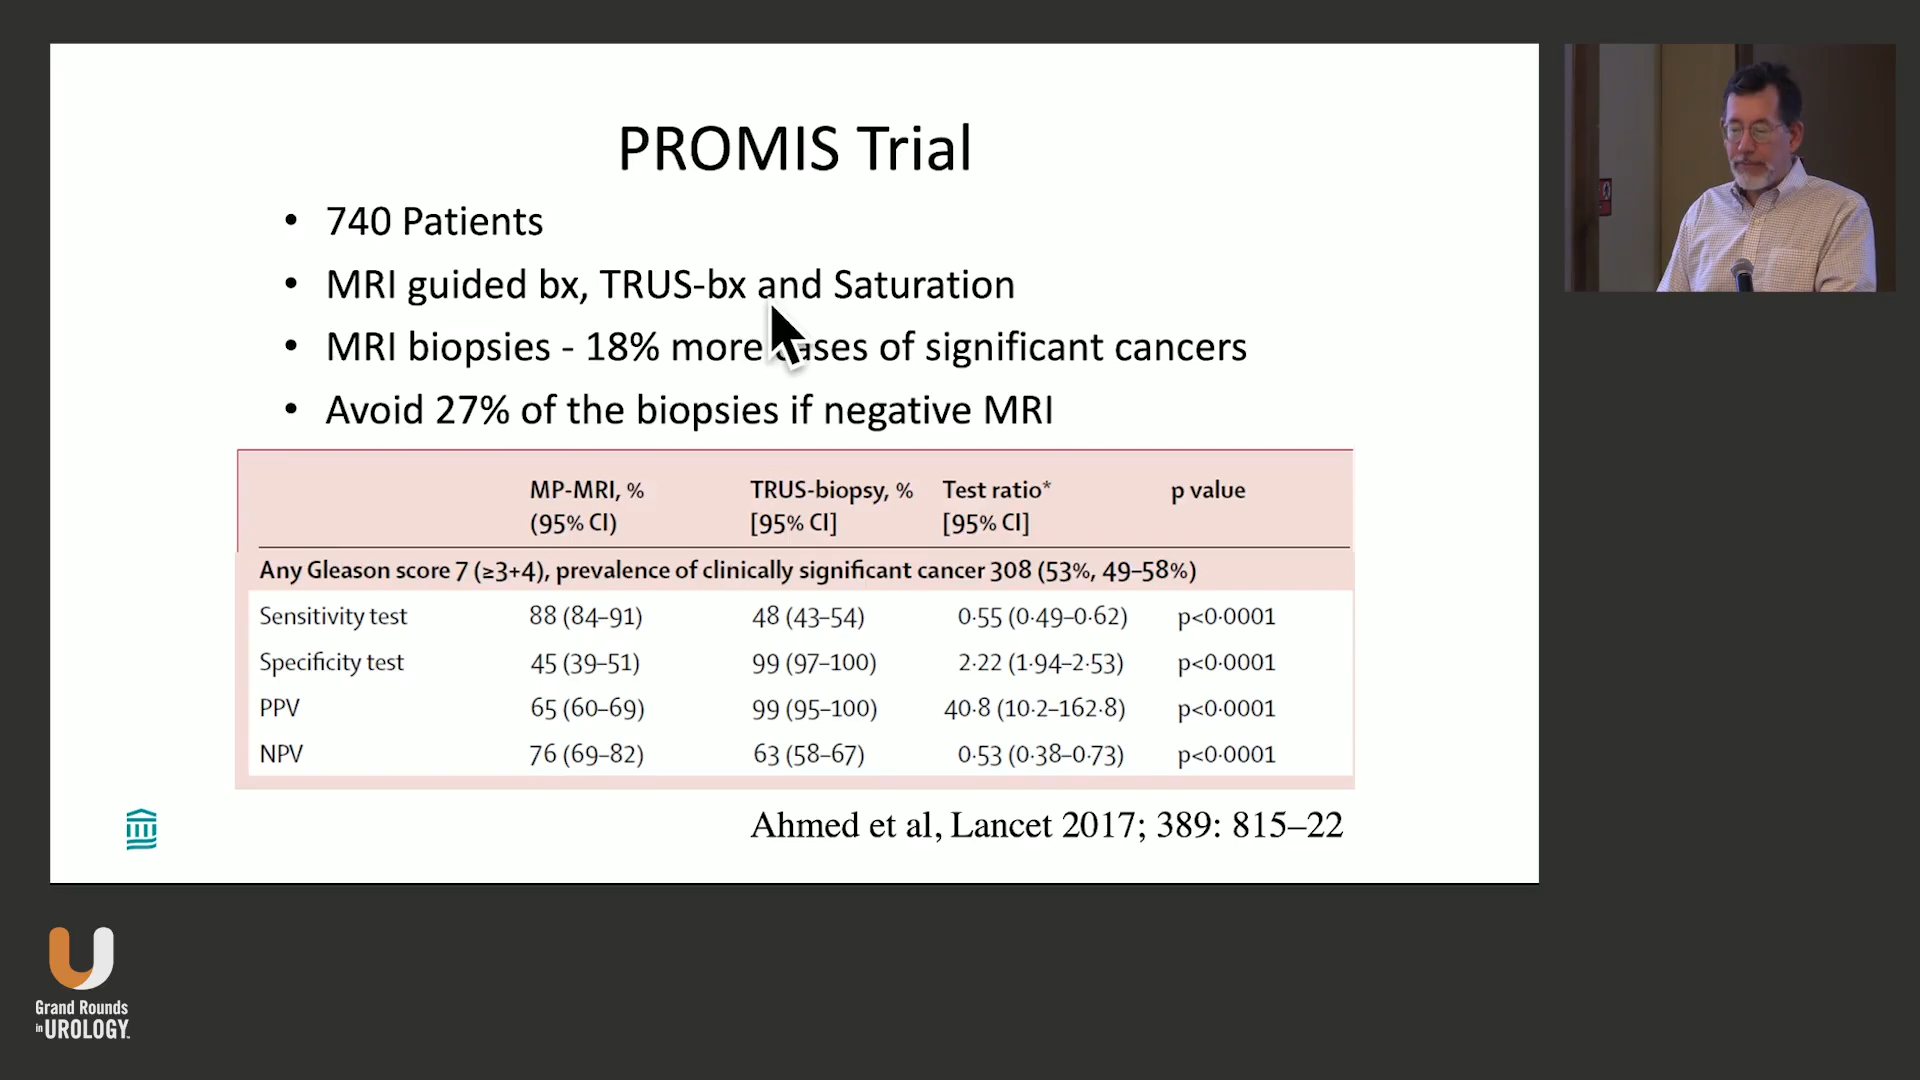 PROMIS Trial
• 740 Patients
• MRI guided bx, TRUS-bx and Saturation
• MRI biopsies - 18% more cases of significant cancers
• Avoid 27% of the biopsies if negative MRI
MP-MRI, % TRUS-biopsy, % Test ratio* p value
(95% CI) [95% CI] [95% CI]
Any Gleason score 7 (≥3+4), prevalence of clinically significant cancer 308 (53%, 49–58%)
Sensitivity test 88 (84–91) 48 (43–54) 0·55 (0·49–0·62) p<0·0001
Specificity test 45 (39–51) 99 (97–100) 2·22 (1·94–2·53) p<0·0001
PPV 65 (60–69) 99 (95–100) 40·8 (10·2–162·8) p<0·0001
NPV 76 (69–82) 63 (58–67) 0·53 (0·38–0·73) p<0·0001
Ahmed et al, Lancet 2017; 389: 815–22
Grand Rounds
in UROLOGY™